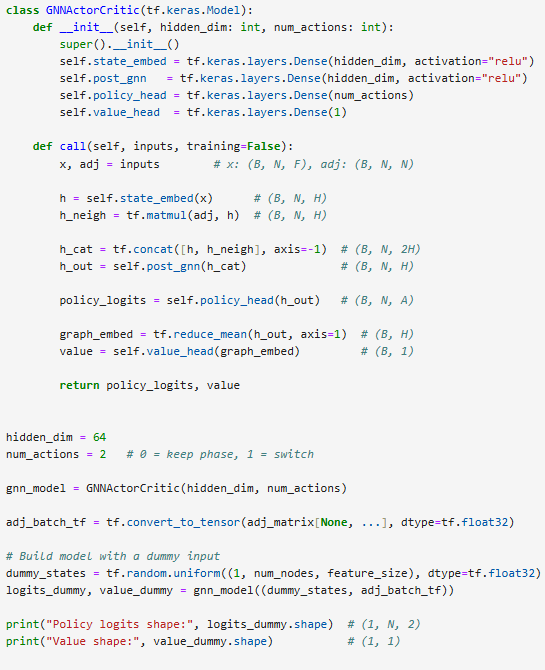 class GNNActorCritic(tf.keras.Model):
    def __init__(self, hidden_dim: int, num_actions: int):
        super().__init__()
        self.state_embed = tf.keras.layers.Dense(hidden_dim, activation="relu")
        self.post_gnn   = tf.keras.layers.Dense(hidden_dim, activation="relu")
        self.policy_head = tf.keras.layers.Dense(num_actions)
        self.value_head  = tf.keras.layers.Dense(1)

    def call(self, inputs, training=False):
        x, adj = inputs        # x: (B, N, F), adj: (B, N, N)

        h = self.state_embed(x)      # (B, N, H)
        h_neigh = tf.matmul(adj, h)  # (B, N, H)

        h_cat = tf.concat([h, h_neigh], axis=-1)  # (B, N, 2H)
        h_out = self.post_gnn(h_cat)              # (B, N, H)

        policy_logits = self.policy_head(h_out)   # (B, N, A)

        graph_embed = tf.reduce_mean(h_out, axis=1)  # (B, H)
        value = self.value_head(graph_embed)         # (B, 1)

        return policy_logits, value


hidden_dim = 64
num_actions = 2   # 0 = keep phase, 1 = switch

gnn_model = GNNActorCritic(hidden_dim, num_actions)

adj_batch_tf = tf.convert_to_tensor(adj_matrix[None, ...], dtype=tf.float32)

# Build model with a dummy input
dummy_states = tf.random.uniform((1, num_nodes, feature_size), dtype=tf.float32)
logits_dummy, value_dummy = gnn_model((dummy_states, adj_batch_tf))

print("Policy logits shape:", logits_dummy.shape)  # (1, N, 2)
print("Value shape:", value_dummy.shape)           # (1, 1)